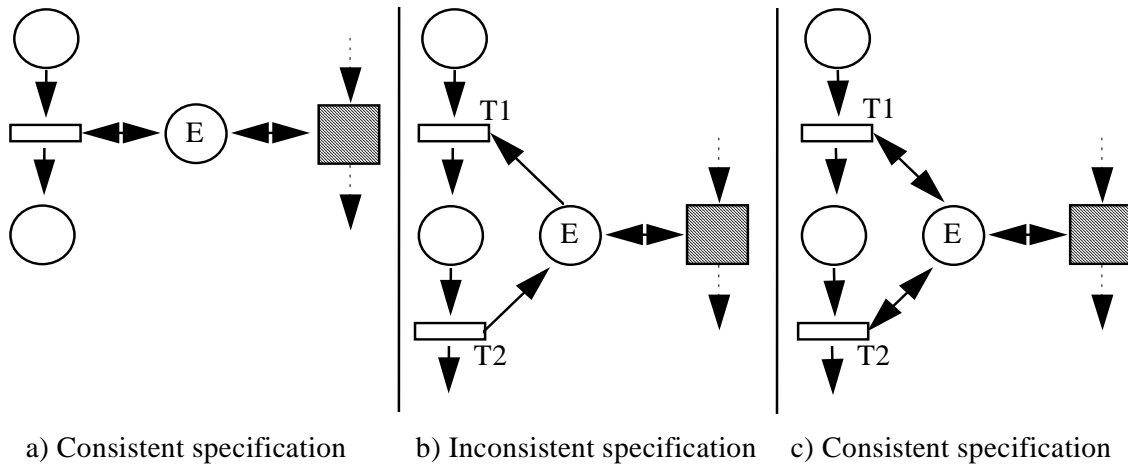 E
T1
E
T2
T1
E
T2
a) Consistent specification
b) Inconsistent specification
c) Consistent specification